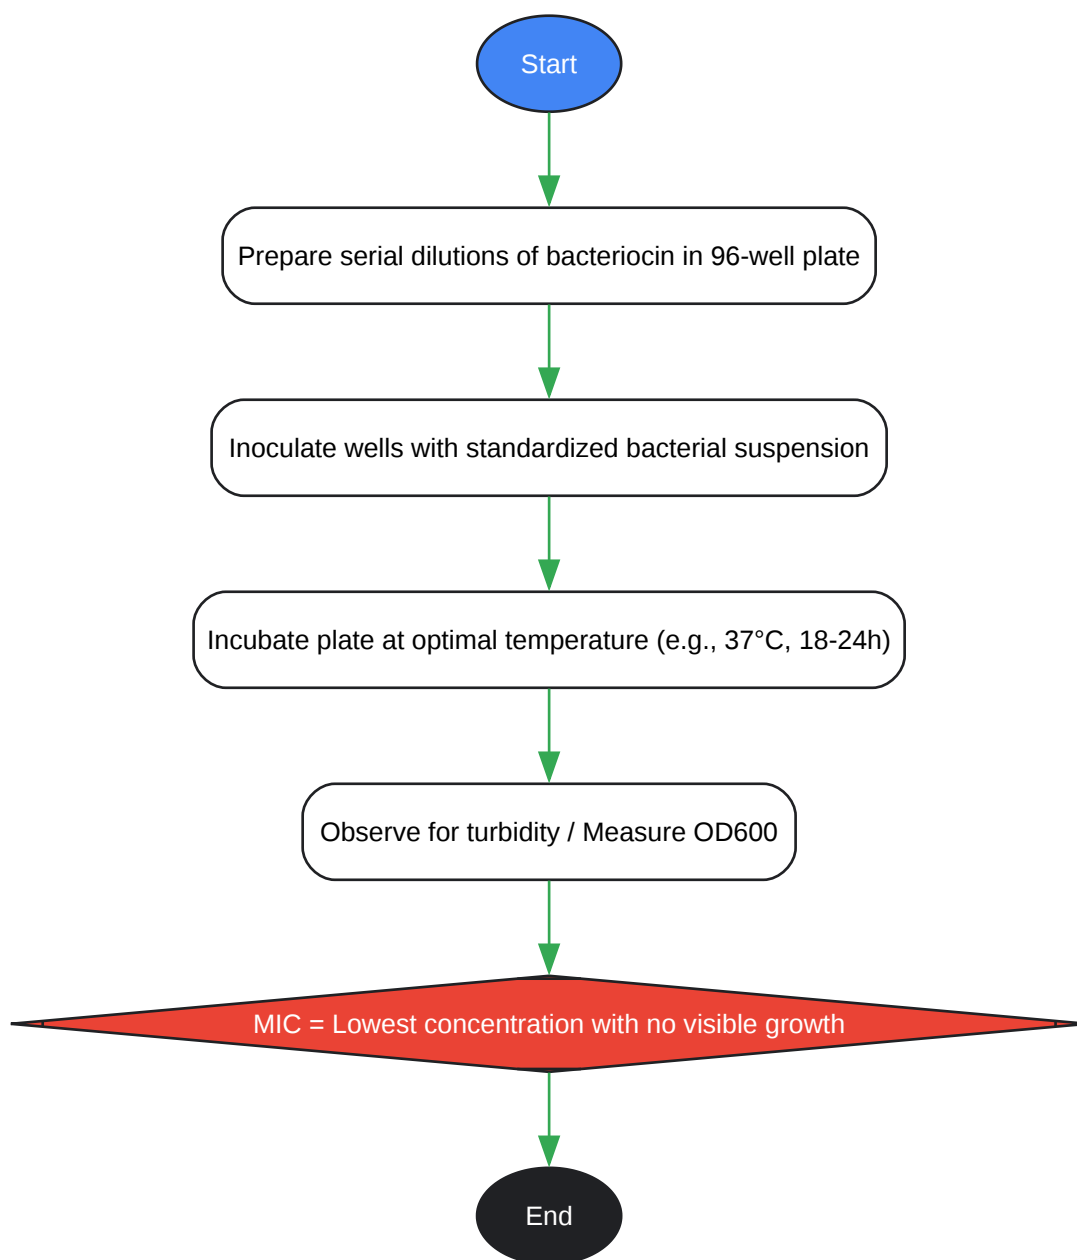 Start
Prepare serial dilutions of bacteriocin in 96-well plate
Inoculate wells with standardized bacterial suspension
Incubate plate at optimal temperature (e.g., 37°C, 18-24h)
Observe for turbidity / Measure OD600
MIC = Lowest concentration with no visible growth
End